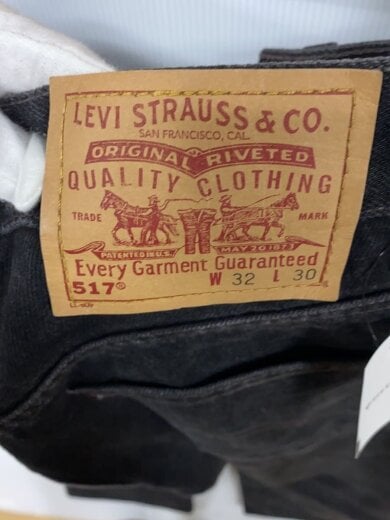 LEVI STRAUSS & CO.
SAN FRANCISCO, CAL.
ORIGINAL RIVETED
QUALITY CLOTHING
TRADE MARK
PATENTED IN U.S. MAY 20 1873
Every Garment Guaranteed
517® W 32 L 30